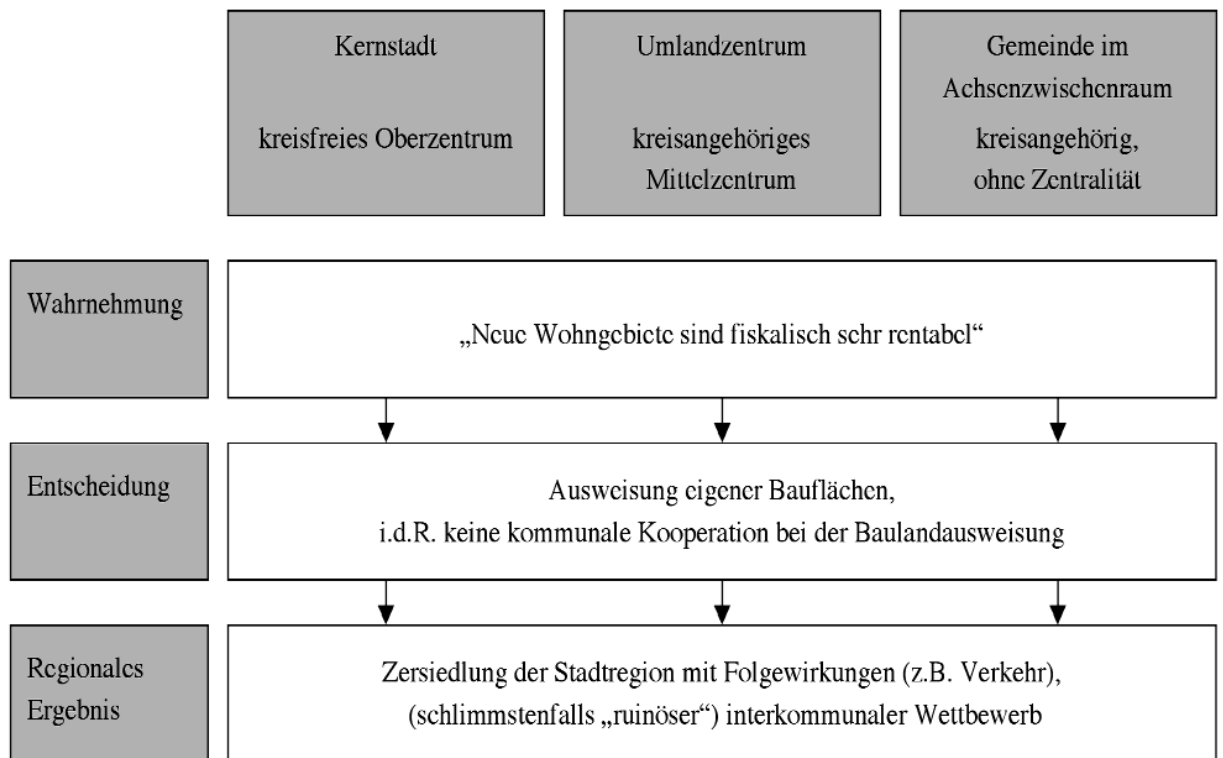 Kernstadt
kreisfreies Oberzentrum
Umlandzentrum
kreisangehöriges
Mittelzentrum
Gemeinde im
Achsenzwischenraum
kreisangehörig,
ohne Zentralität
Wahrnehmung
„Neue Wohngebiete sind fiskalisch sehr rentabel“
Entscheidung
Ausweisung eigener Bauflächen,
i.d.R. keine kommunale Kooperation bei der Baulandausweisung
Regionales
Ergebnis
Zersiedlung der Stadtregion mit Folgewirkungen (z.B. Verkehr),
(schlimmstenfalls „ruinöser“) interkommunaler Wettbewerb